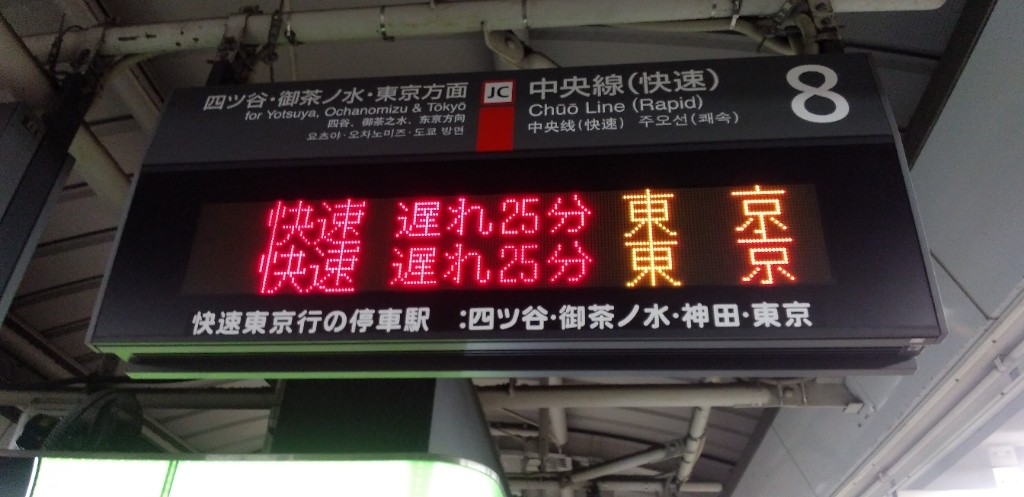 四ツ谷・御茶ノ水・東京方面
for Yotsuya, Ochanomizu & Tōkyō
四谷、御茶之水、东京方向
요츠야・오차노미즈・도쿄 방면
JC
中央線(快速)
Chūō Line (Rapid)
中央线(快速) 주오선(쾌속)
8
快速 遅れ25分 東京
快速 遅れ25分 東京
快速東京行の停車駅 :四ツ谷・御茶ノ水・神田・東京